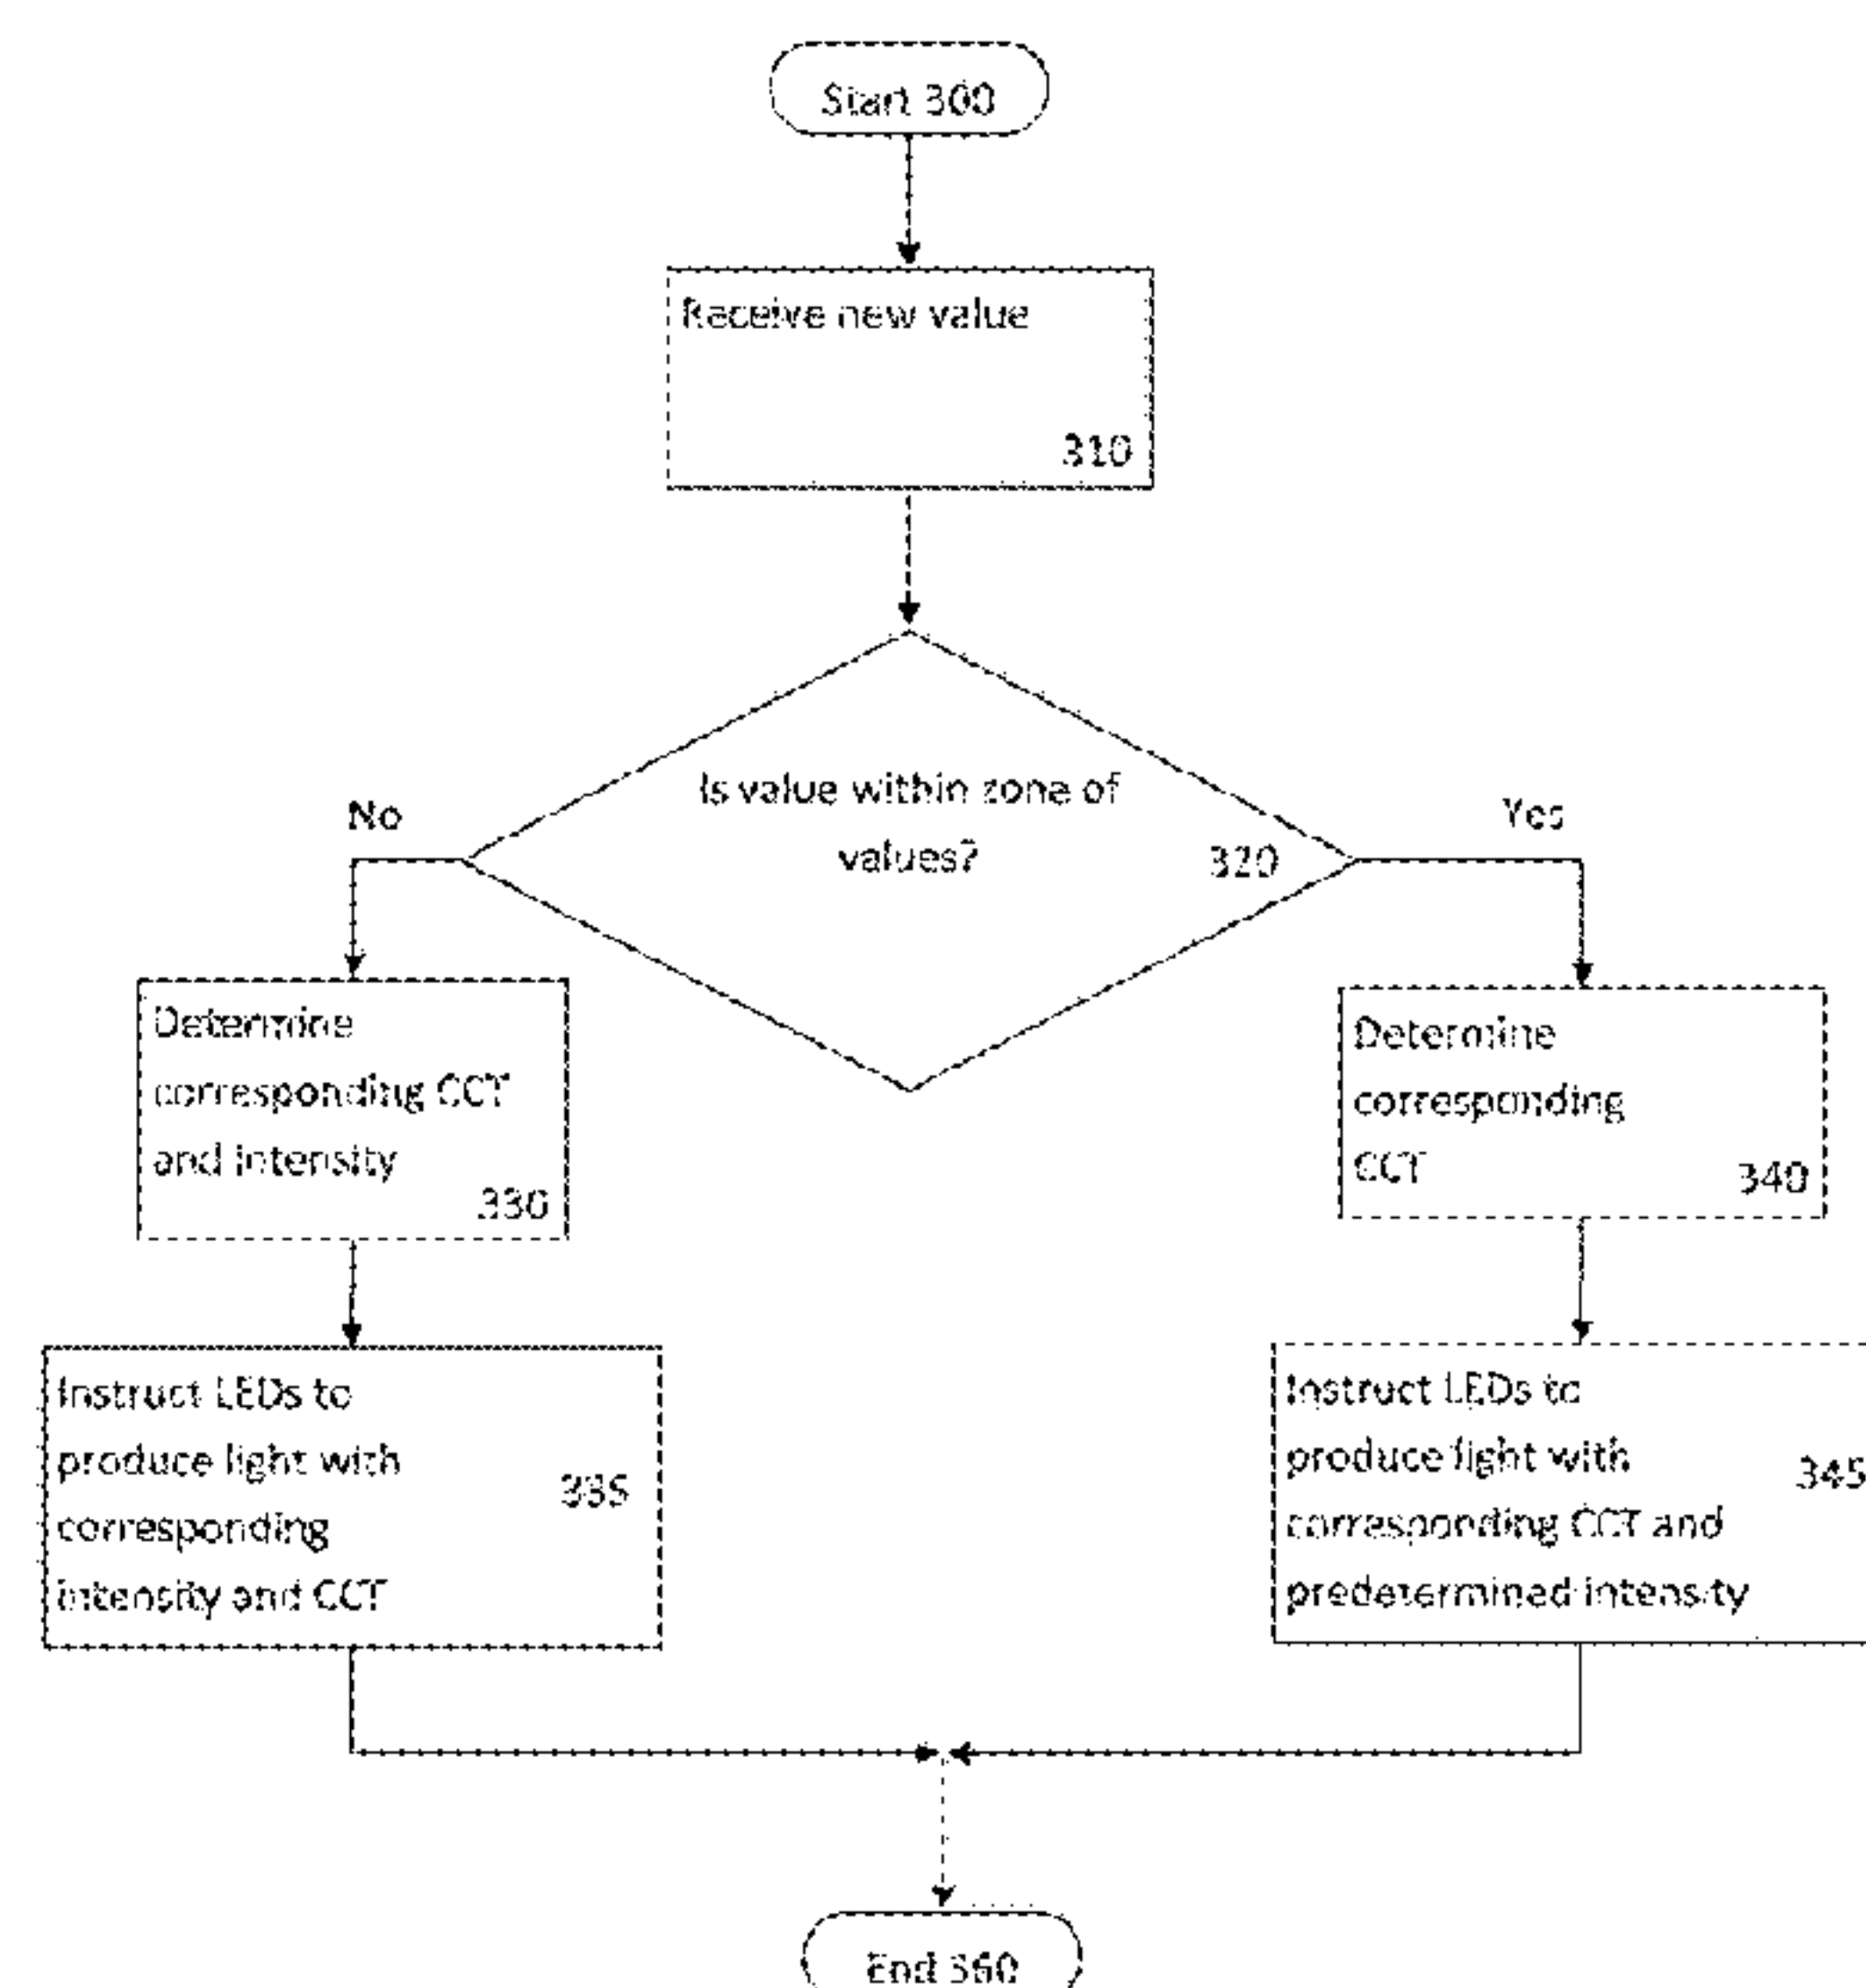 Start 300
Receive new value
310
Is value within zone of
values?
320
No
Yes
Determine
corresponding CCT
and intensity
330
Determine
corresponding
CCT
340
Instruct LEDs to
produce light with
corresponding
intensity and CCT
335
Instruct LEDs to
produce light with
corresponding CCT and
predetermined intensity
345
End 360